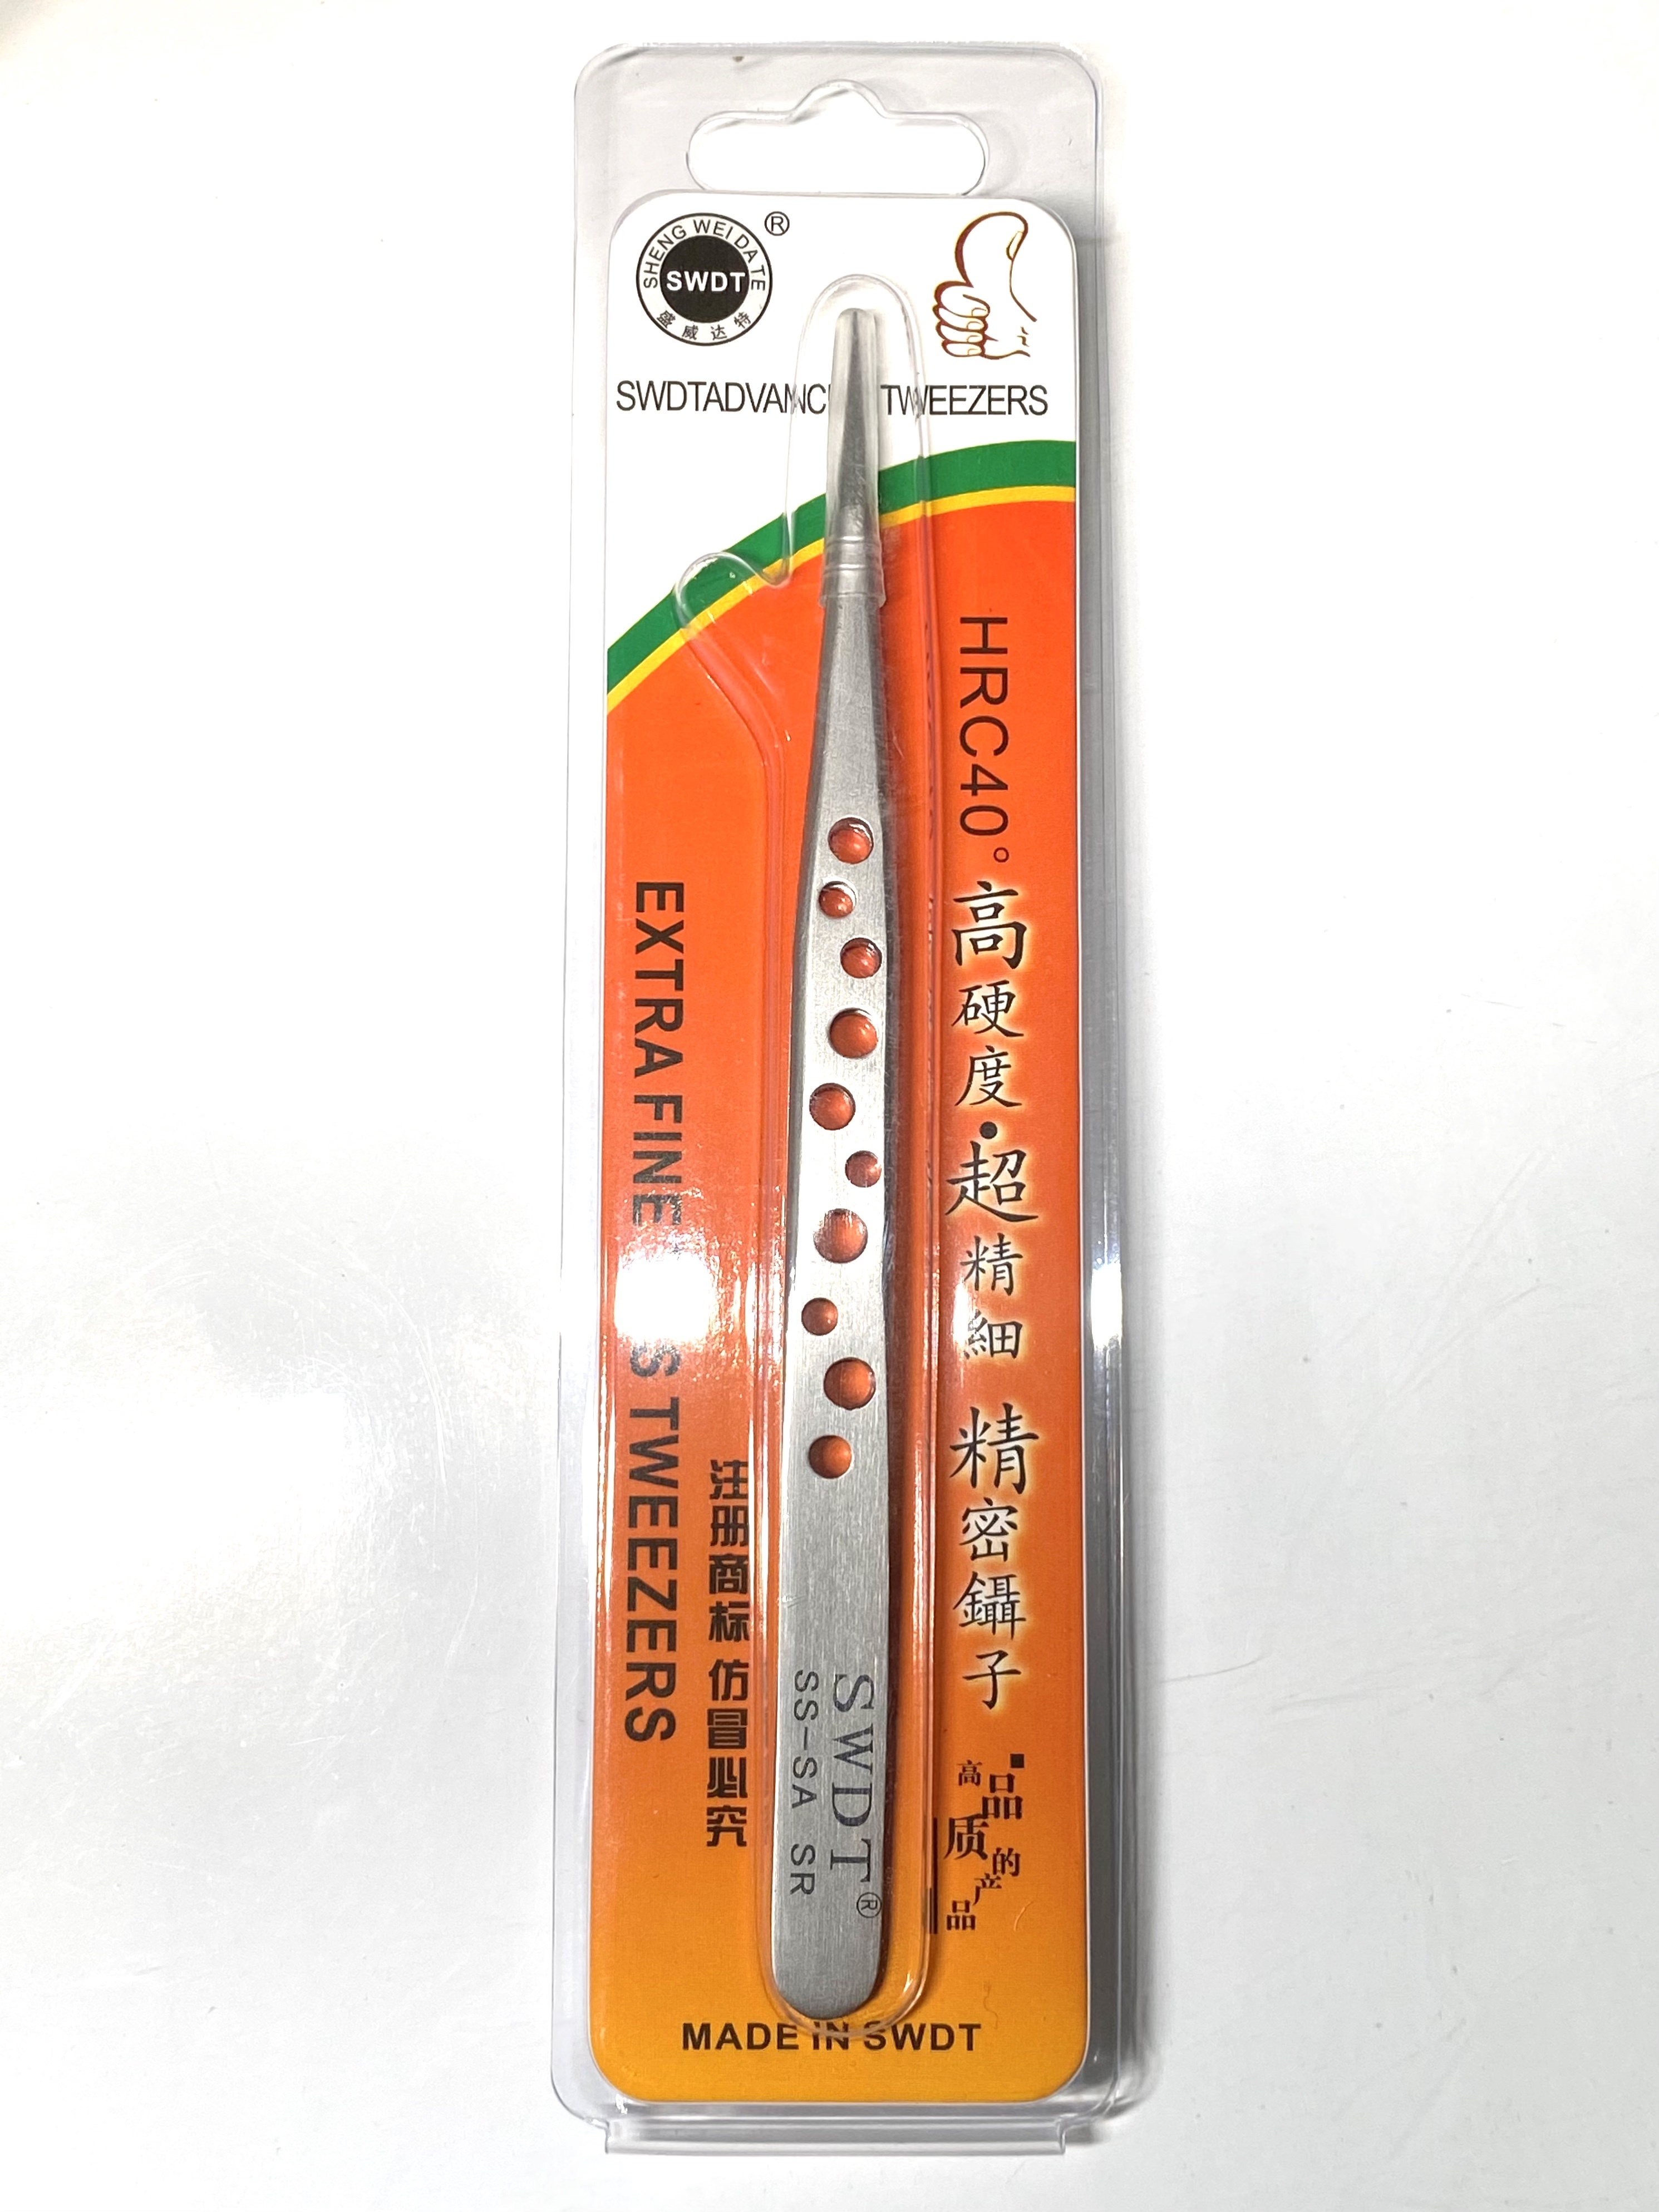 SHENG WEI DA TE
SWDT
盛威达特
®
TWEEZERS
HRC40°高硬度·超精細 精密鑷子
EXTRA FINE
TWEEZERS
注册商标 仿冒必究
SWDT®
SS-SA SR
高品质的产品
MADE IN SWDT